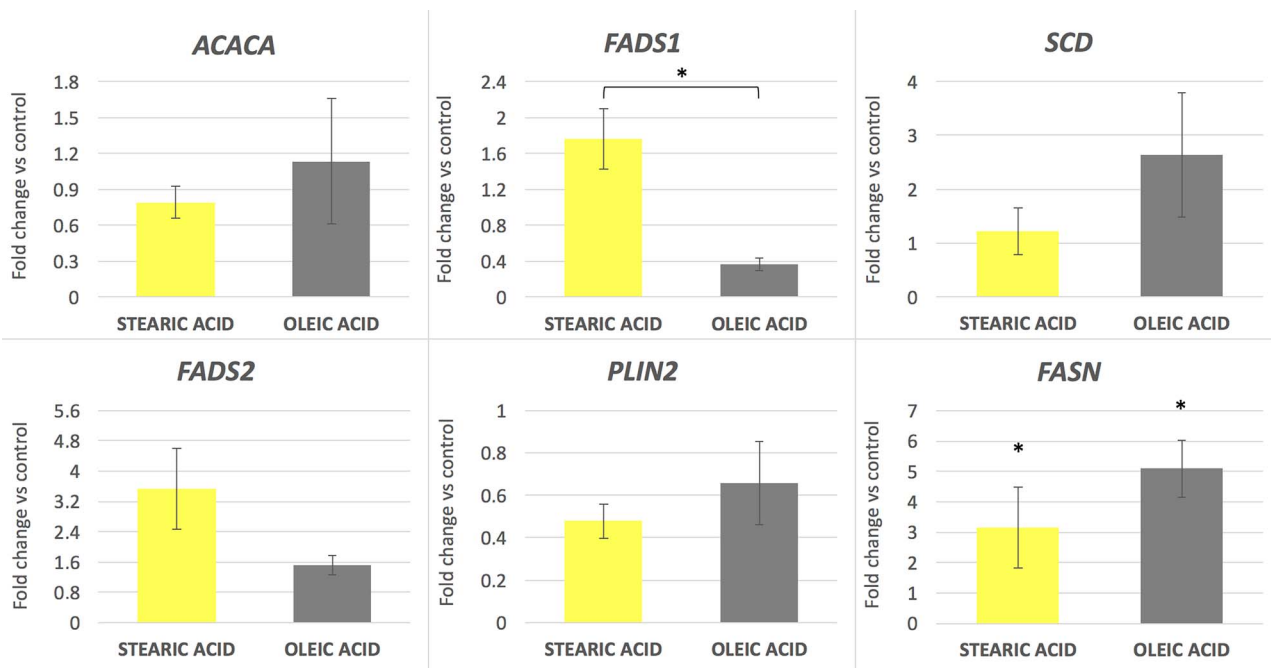 ACACA
Fold change vs control
1.8
1.5
1.2
0.9
0.6
0.3
0
STEARIC ACID OLEIC ACID
FADS1
Fold change vs control
*
2.4
2
1.6
1.2
0.8
0.4
0
STEARIC ACID OLEIC ACID
SCD
Fold change vs control
4
3
2
1
0
STEARIC ACID OLEIC ACID
FADS2
Fold change vs control
5.6
4.8
4
3.2
2.4
1.6
0.8
0
STEARIC ACID OLEIC ACID
PLIN2
Fold change vs control
1
0.8
0.6
0.4
0.2
0
STEARIC ACID OLEIC ACID
FASN
Fold change vs control
7
6
5
4
3
2
1
0
*
*
STEARIC ACID OLEIC ACID